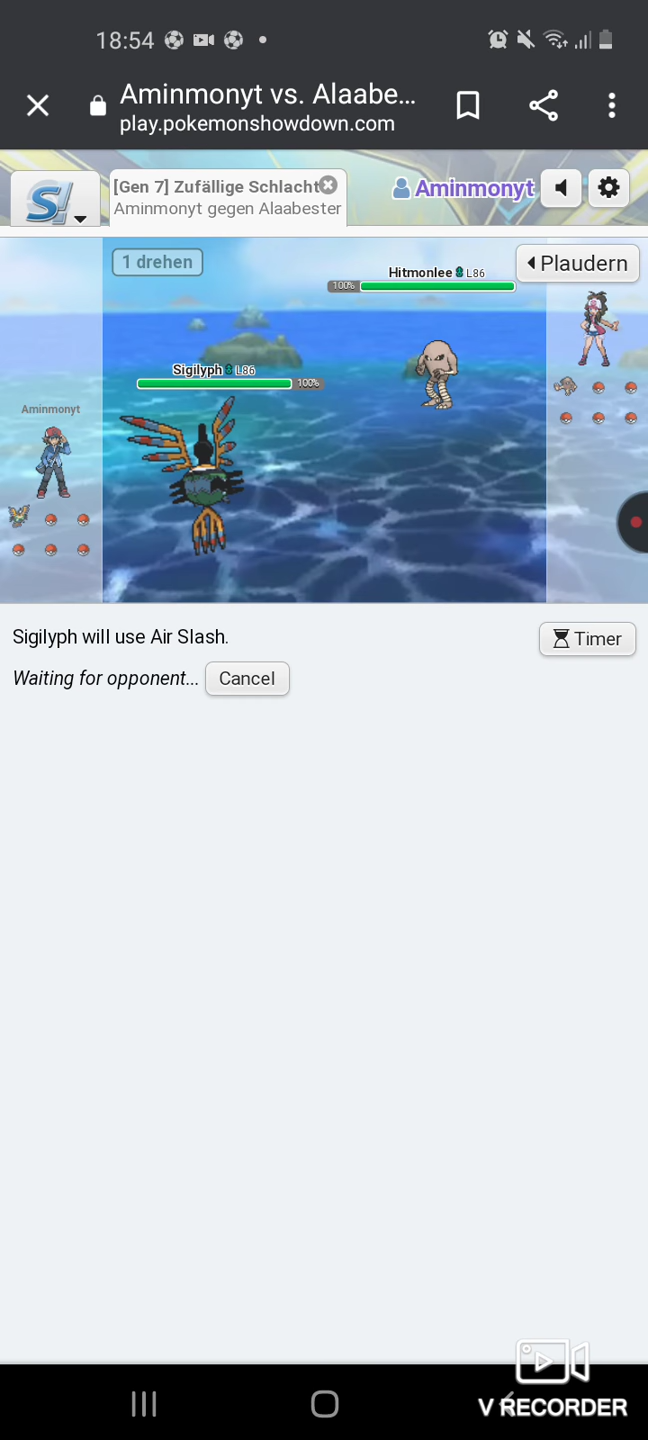 18:54
Aminmonyt vs. Alaabe...
play.pokemonshowdown.com
[Gen 7] Zufällige Schlacht
Aminmonyt gegen Alaabester
Aminmonyt
1 drehen
Plaudern
Hitmonlee L86
100%
Sigilyph L86
100%
Aminmonyt
Sigilyph will use Air Slash.
Timer
Waiting for opponent... Cancel
V RECORDER